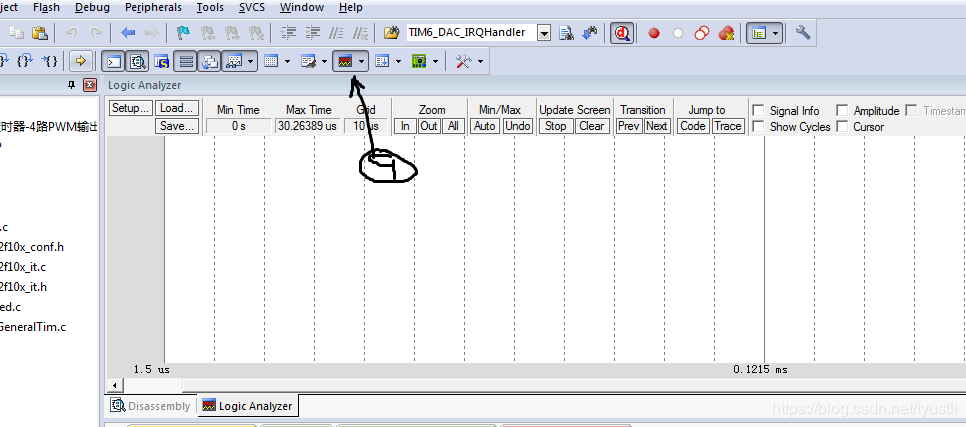 ject Flash Debug Peripherals Tools SVCS Window Help
TIM6_DAC_IRQHandler
Logic Analyzer
Setup... Load... Min Time Max Time Grid Zoom Min/Max Update Screen Transition Jump to Signal Info Amplitude Timestam
Save... 0 s 30.26389 us 10 us In Out All Auto Undo Stop Clear Prev Next Code Trace Show Cycles Cursor
时器-4路PWM输出
.c
2f10x_conf.h
2f10x_it.c
2f10x_it.h
ed.c
GeneralTim.c
1.5 us 0.1215 ms
Disassembly Logic Analyzer
https://blog.csdn.net/tyustli